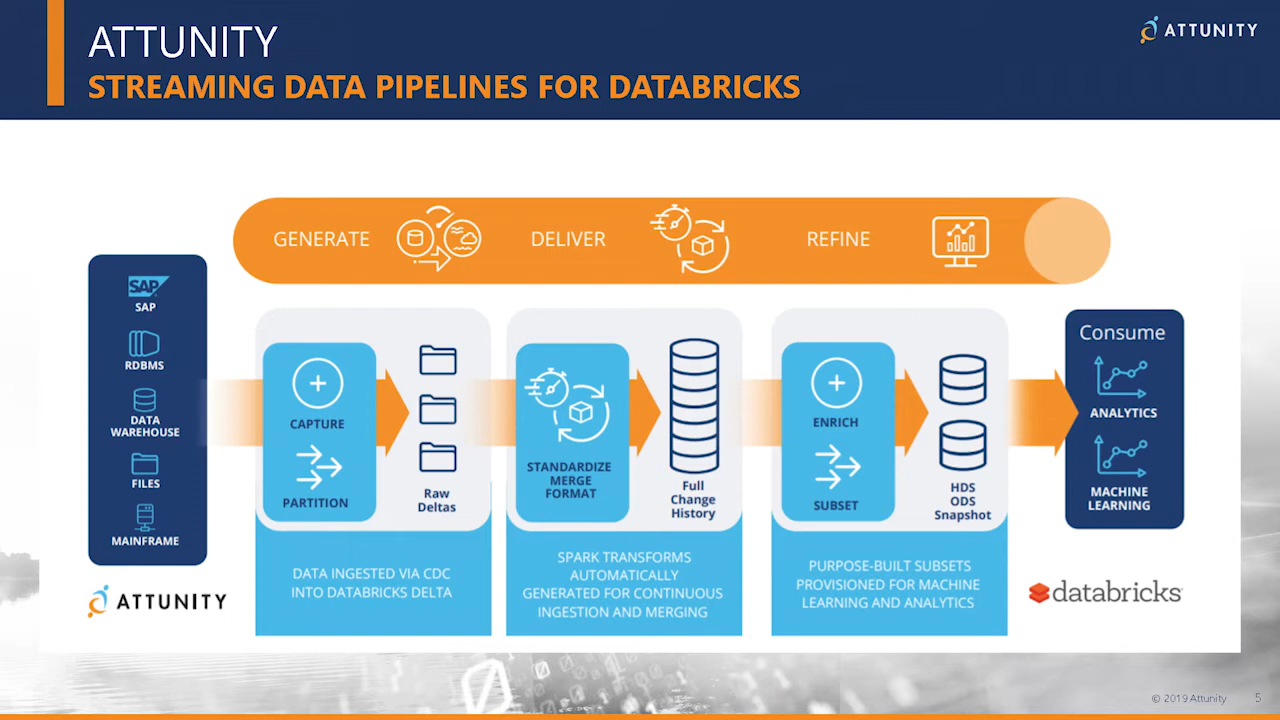 ATTUNITY
STREAMING DATA PIPELINES FOR DATABRICKS
ATTUNITY
GENERATE
DELIVER
REFINE
SAP
SAP
RDBMS
DATA
WAREHOUSE
FILES
MAINFRAME
ATTUNITY
CAPTURE
PARTITION
Raw
Deltas
DATA INGESTED VIA CDC
INTO DATABRICKS DELTA
STANDARDIZE
MERGE
FORMAT
Full
Change
History
SPARK TRANSFORMS
AUTOMATICALLY
GENERATED FOR CONTINUOUS
INGESTION AND MERGING
ENRICH
SUBSET
HDS
ODS
Snapshot
PURPOSE-BUILT SUBSETS
PROVISIONED FOR MACHINE
LEARNING AND ANALYTICS
Consume
ANALYTICS
MACHINE
LEARNING
databricks
© 2019 Attunity
5